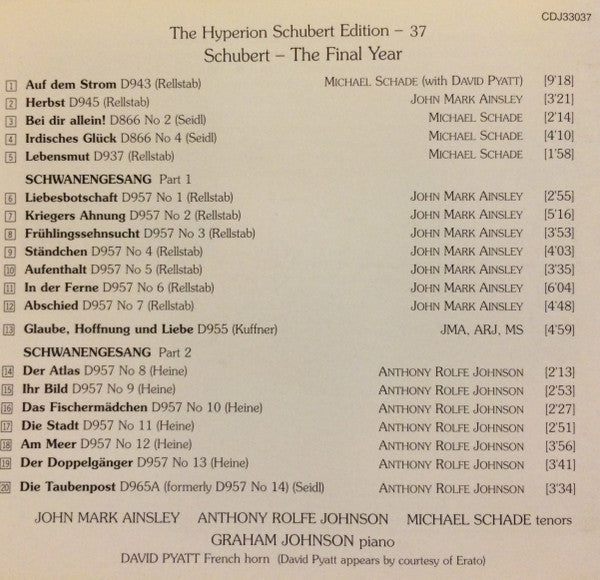 CDJ33037
The Hyperion Schubert Edition – 37
Schubert – The Final Year
1 Auf dem Strom D943 (Rellstab) MICHAEL SCHADE (with DAVID PYATT) [9'18]
2 Herbst D945 (Rellstab) JOHN MARK AINSLEY [3'21]
3 Bei dir allein! D866 No 2 (Seidl) MICHAEL SCHADE [2'14]
4 Irdisches Glück D866 No 4 (Seidl) MICHAEL SCHADE [4'10]
5 Lebensmut D937 (Rellstab) MICHAEL SCHADE [1'58]
SCHWANENGESANG Part 1
6 Liebesbotschaft D957 No 1 (Rellstab) JOHN MARK AINSLEY [2'55]
7 Kriegers Ahnung D957 No 2 (Rellstab) JOHN MARK AINSLEY [5'16]
8 Frühlingssehnsucht D957 No 3 (Rellstab) JOHN MARK AINSLEY [3'53]
9 Ständchen D957 No 4 (Rellstab) JOHN MARK AINSLEY [4'03]
10 Aufenthalt D957 No 5 (Rellstab) JOHN MARK AINSLEY [3'35]
11 In der Ferne D957 No 6 (Rellstab) JOHN MARK AINSLEY [6'04]
12 Abschied D957 No 7 (Rellstab) JOHN MARK AINSLEY [4'48]
13 Glaube, Hoffnung und Liebe D955 (Kuffner) JMA, ARJ, MS [4'59]
SCHWANENGESANG Part 2
14 Der Atlas D957 No 8 (Heine) ANTHONY ROLFE JOHNSON [2'13]
15 Ihr Bild D957 No 9 (Heine) ANTHONY ROLFE JOHNSON [2'53]
16 Das Fischermädchen D957 No 10 (Heine) ANTHONY ROLFE JOHNSON [2'27]
17 Die Stadt D957 No 11 (Heine) ANTHONY ROLFE JOHNSON [2'51]
18 Am Meer D957 No 12 (Heine) ANTHONY ROLFE JOHNSON [3'56]
19 Der Doppelgänger D957 No 13 (Heine) ANTHONY ROLFE JOHNSON [3'41]
20 Die Taubenpost D965A (formerly D957 No 14) (Seidl) ANTHONY ROLFE JOHNSON [3'34]
JOHN MARK AINSLEY ANTHONY ROLFE JOHNSON MICHAEL SCHADE tenors
GRAHAM JOHNSON piano
DAVID PYATT French horn (David Pyatt appears by courtesy of Erato)